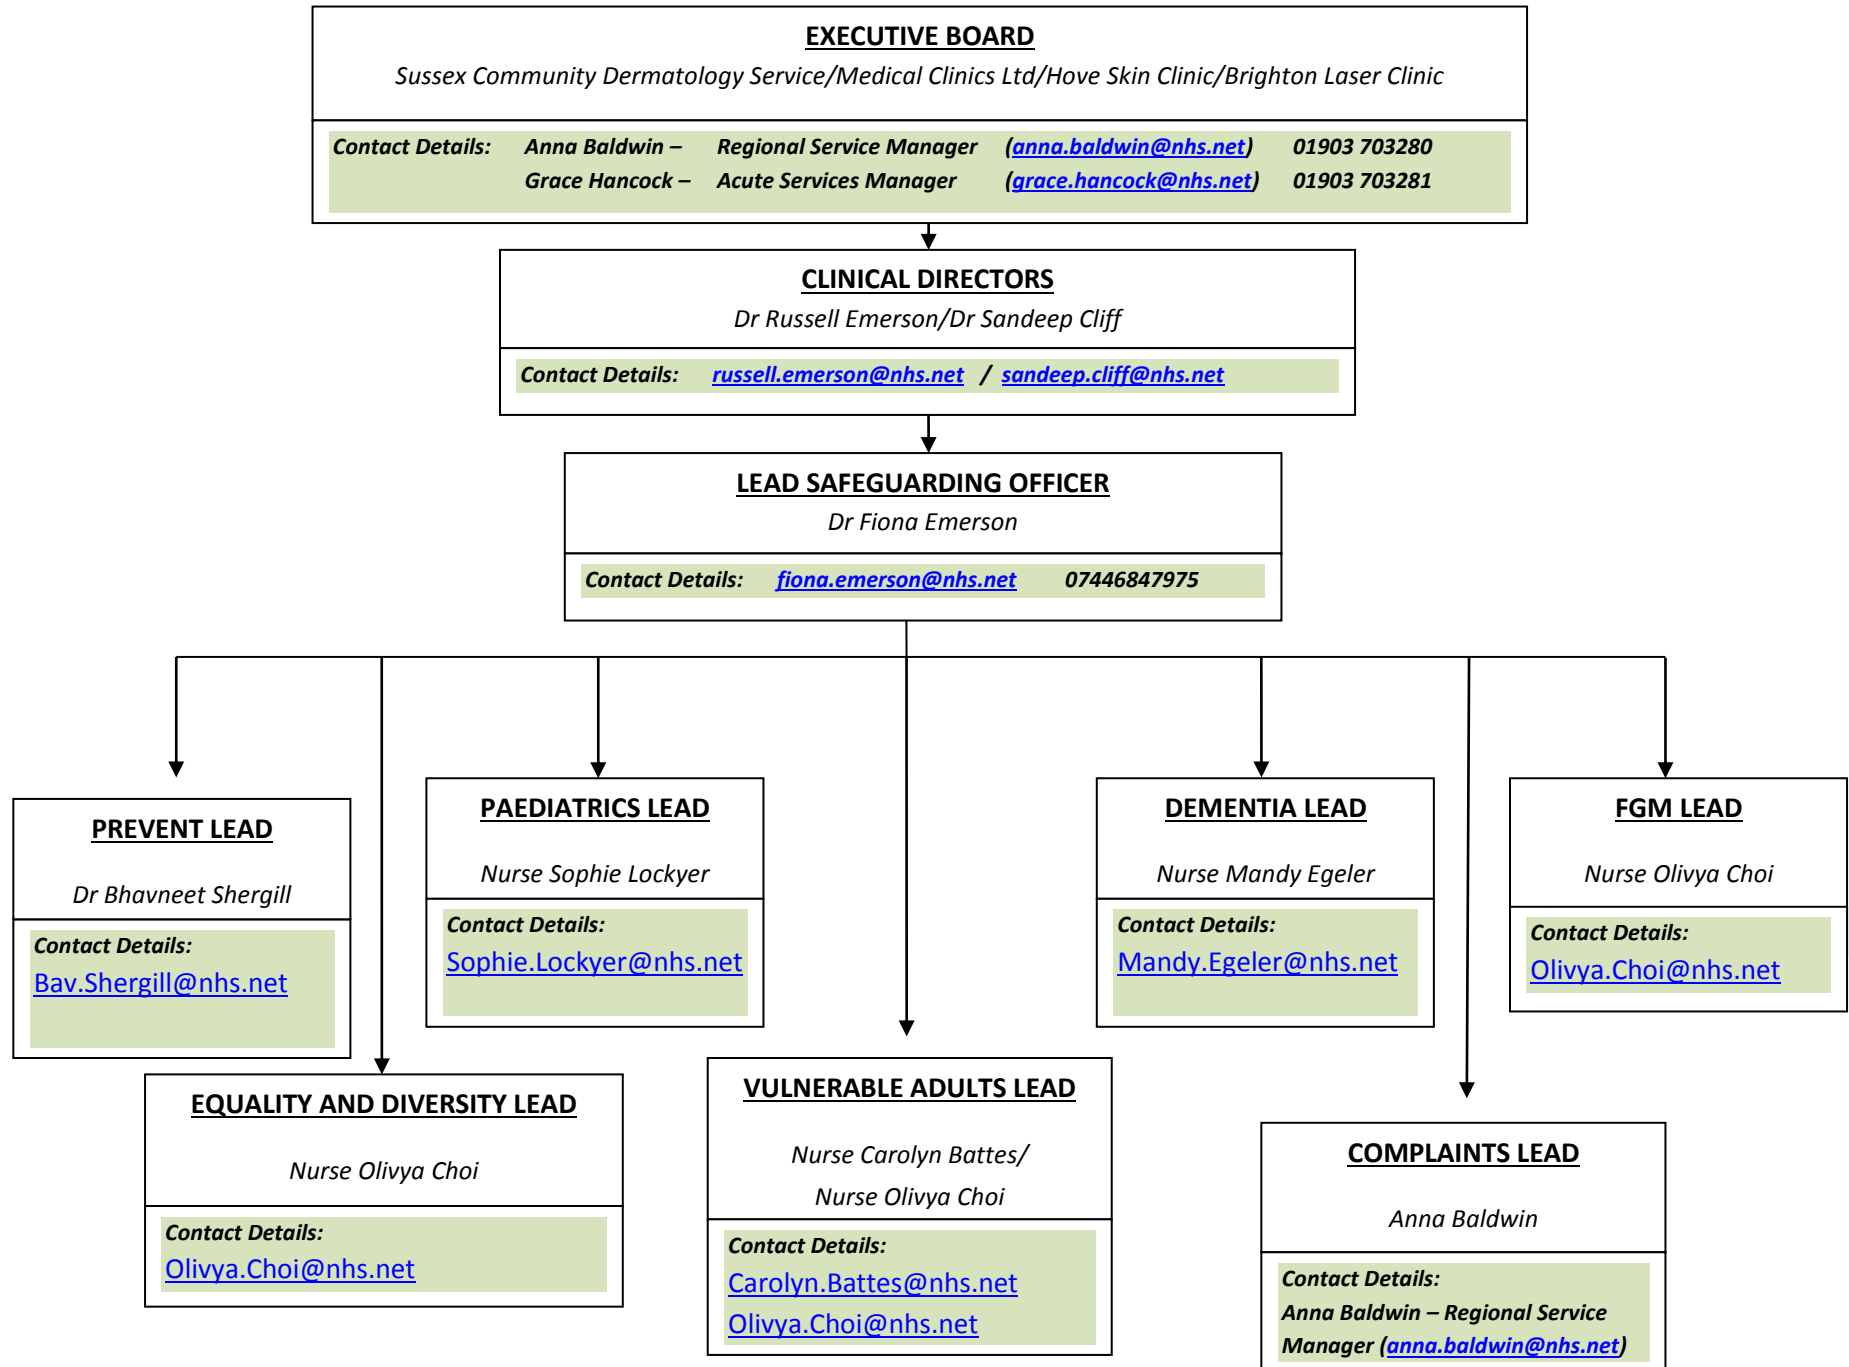 EXECUTIVE BOARD
Sussex Community Dermatology Service/Medical Clinics Ltd/Hove Skin Clinic/Brighton Laser Clinic
Contact Details: Anna Baldwin – Regional Service Manager (anna.baldwin@nhs.net) 01903 703280
Grace Hancock – Acute Services Manager (grace.hancock@nhs.net) 01903 703281
CLINICAL DIRECTORS
Dr Russell Emerson/Dr Sandeep Cliff
Contact Details: russell.emerson@nhs.net / sandeep.cliff@nhs.net
LEAD SAFEGUARDING OFFICER
Dr Fiona Emerson
Contact Details: fiona.emerson@nhs.net 07446847975
PREVENT LEAD
Dr Bhavneet Shergill
Contact Details:
Bav.Shergill@nhs.net
PAEDIATRICS LEAD
Nurse Sophie Lockyer
Contact Details:
Sophie.Lockyer@nhs.net
DEMENTIA LEAD
Nurse Mandy Egeler
Contact Details:
Mandy.Egeler@nhs.net
FGM LEAD
Nurse Olivya Choi
Contact Details:
Olivya.Choi@nhs.net
EQUALITY AND DIVERSITY LEAD
Nurse Olivya Choi
Contact Details:
Olivya.Choi@nhs.net
VULNERABLE ADULTS LEAD
Nurse Carolyn Battes/
Nurse Olivya Choi
Contact Details:
Carolyn.Battes@nhs.net
Olivya.Choi@nhs.net
COMPLAINTS LEAD
Anna Baldwin
Contact Details:
Anna Baldwin – Regional Service
Manager (anna.baldwin@nhs.net)